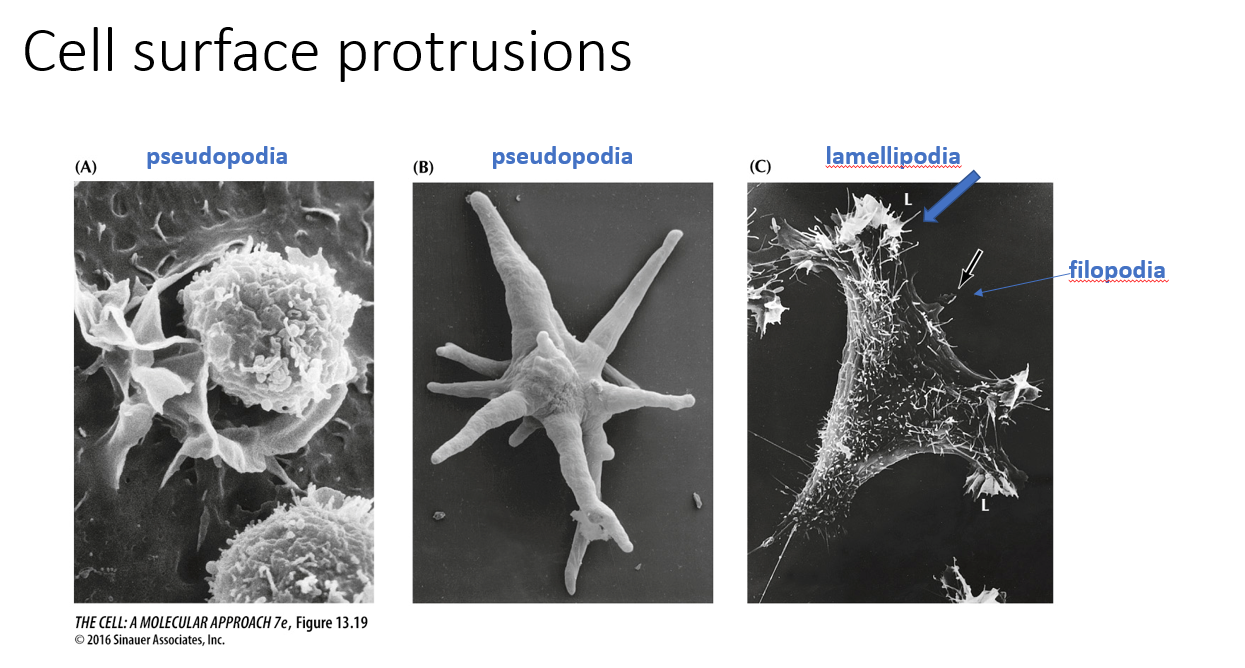 Cell surface protrusions
(A)
pseudopodia
(B)
pseudopodia
(C)
lamellipodia
L
filopodia
L
THE CELL: A MOLECULAR APPROACH 7e, Figure 13.19
© 2016 Sinauer Associates, Inc.